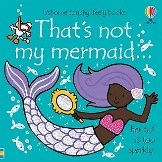 Usborne touchy-feely books
That's not
my mermaid...
Her tail
is too
sparkly.